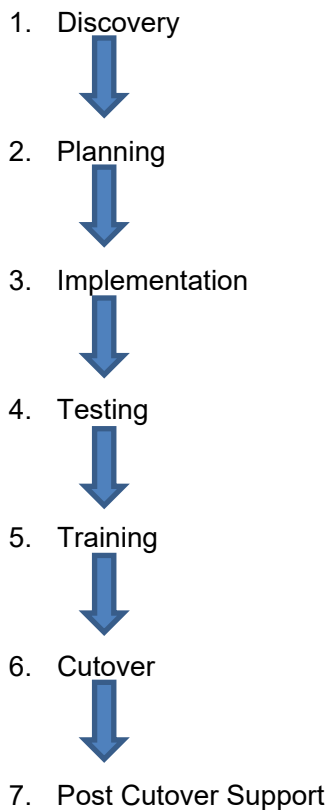 1. Discovery
2. Planning
3. Implementation
4. Testing
5. Training
6. Cutover
7. Post Cutover Support